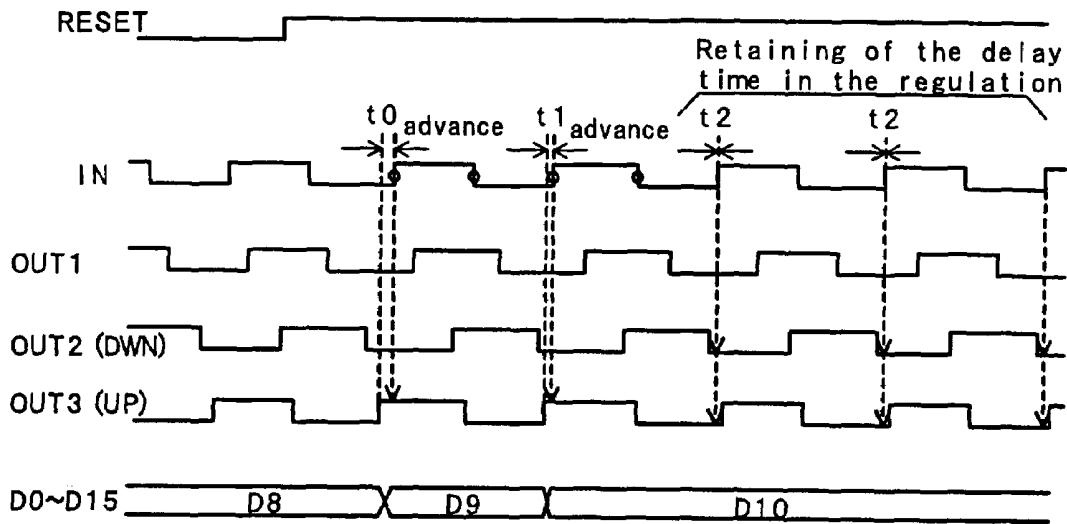 RESET
Retaining of the delay
time in the regulation
t0 advance t1 advance t2 t2
IN
OUT1
OUT2 (DWN)
OUT3 (UP)
D0~D15 D8 D9 D10